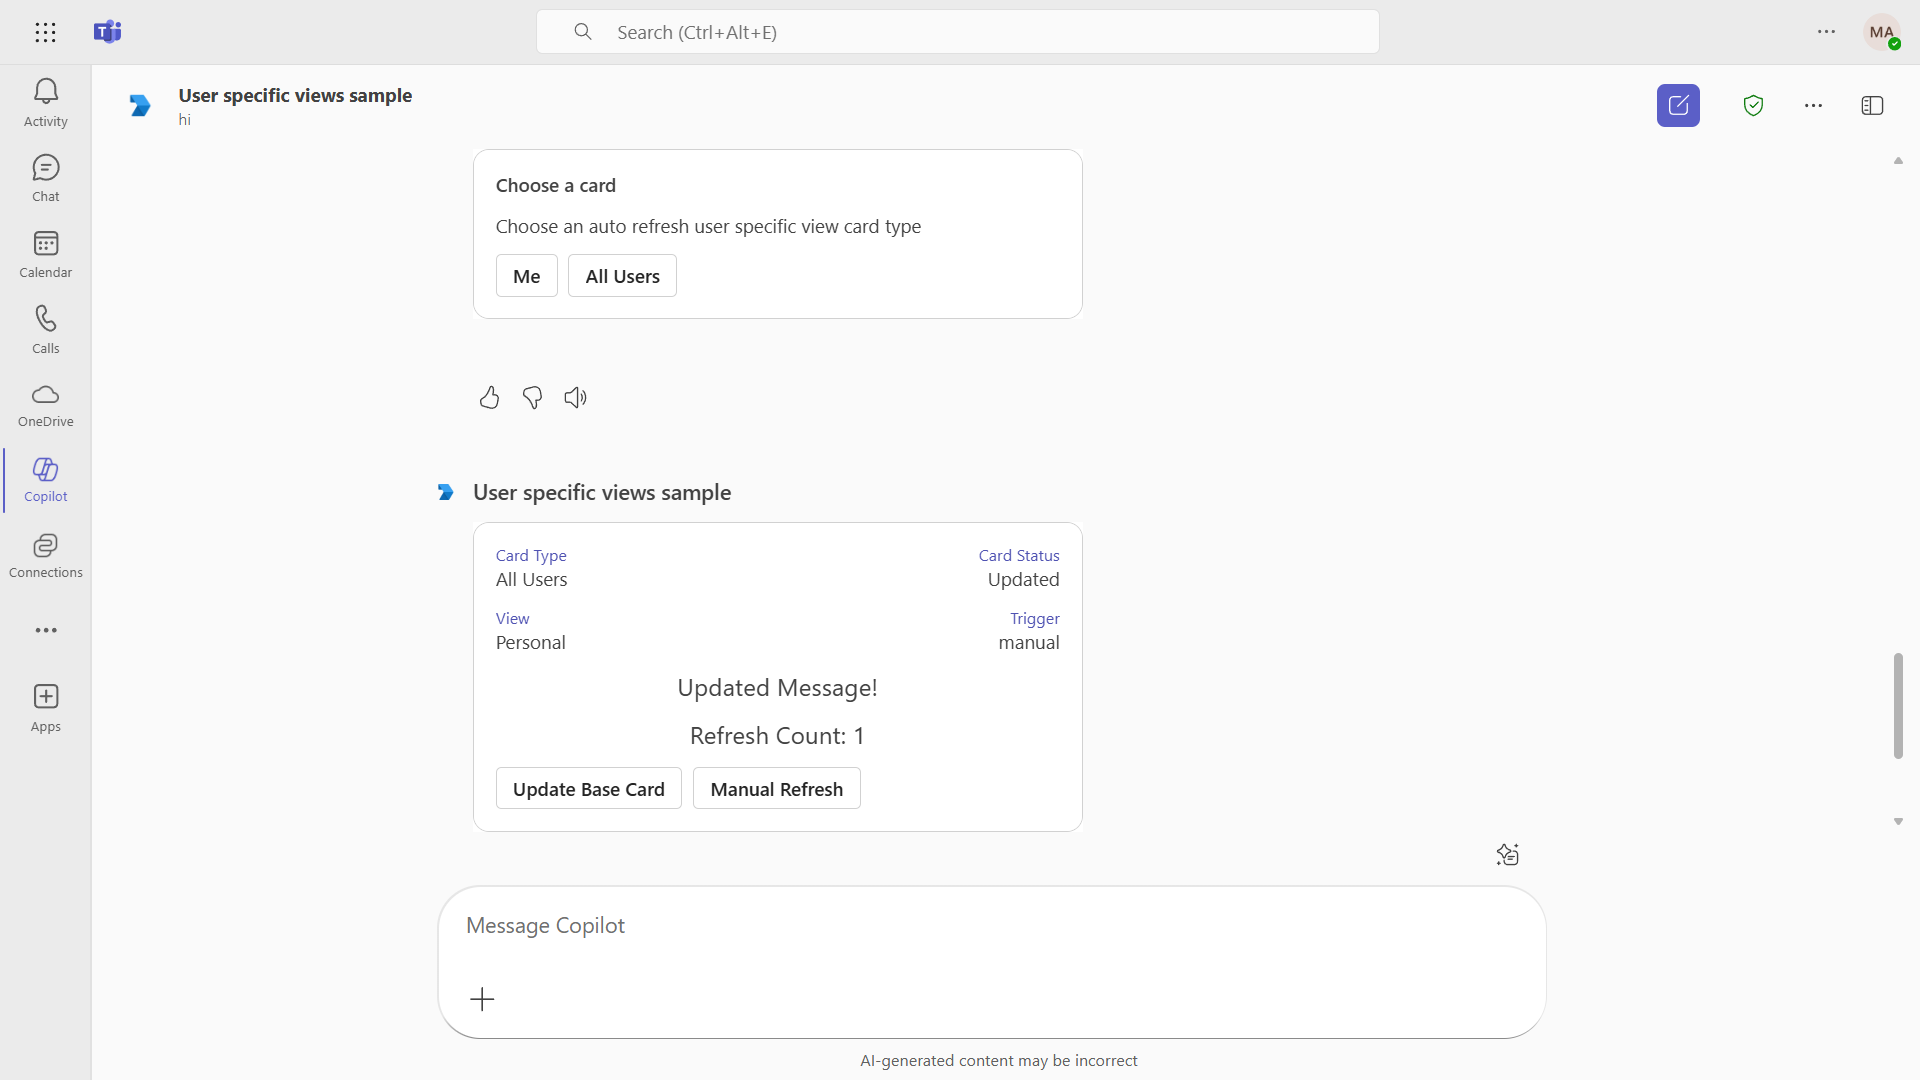 Search (Ctrl+Alt+E)
MA
Activity
Chat
Calendar
Calls
OneDrive
Copilot
Connections
Apps
User specific views sample
hi
Choose a card
Choose an auto refresh user specific view card type
Me
All Users
User specific views sample
Card Type
Card Status
All Users
Updated
View
Trigger
Personal
manual
Updated Message!
Refresh Count: 1
Update Base Card
Manual Refresh
Message Copilot
AI-generated content may be incorrect